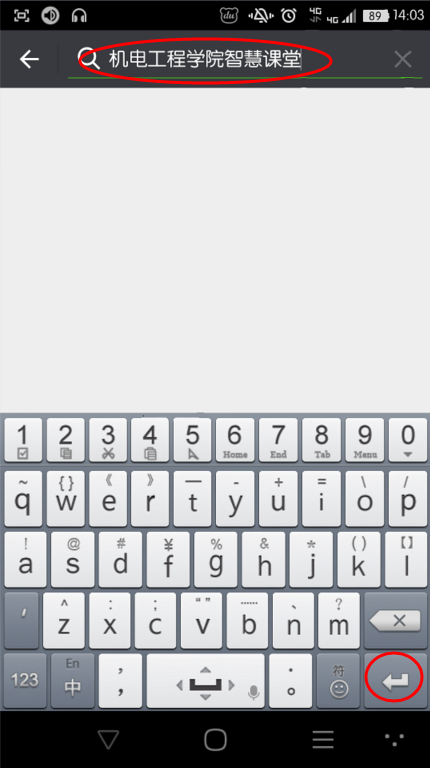 du 4G 4G 89 14:03
机电工程学院智慧课堂
1 2 3 4 5 6 7 8 9 0
Home End Tab Menu
~ {} 《 》 — - + = \ /
q w e r t y u i o p
! @ # ¥ % & * () 【】
a s d f g h j k l
^ : ; “” …… 、 ?
' z x c v b n m
En ’ · 符
123 中 , 。